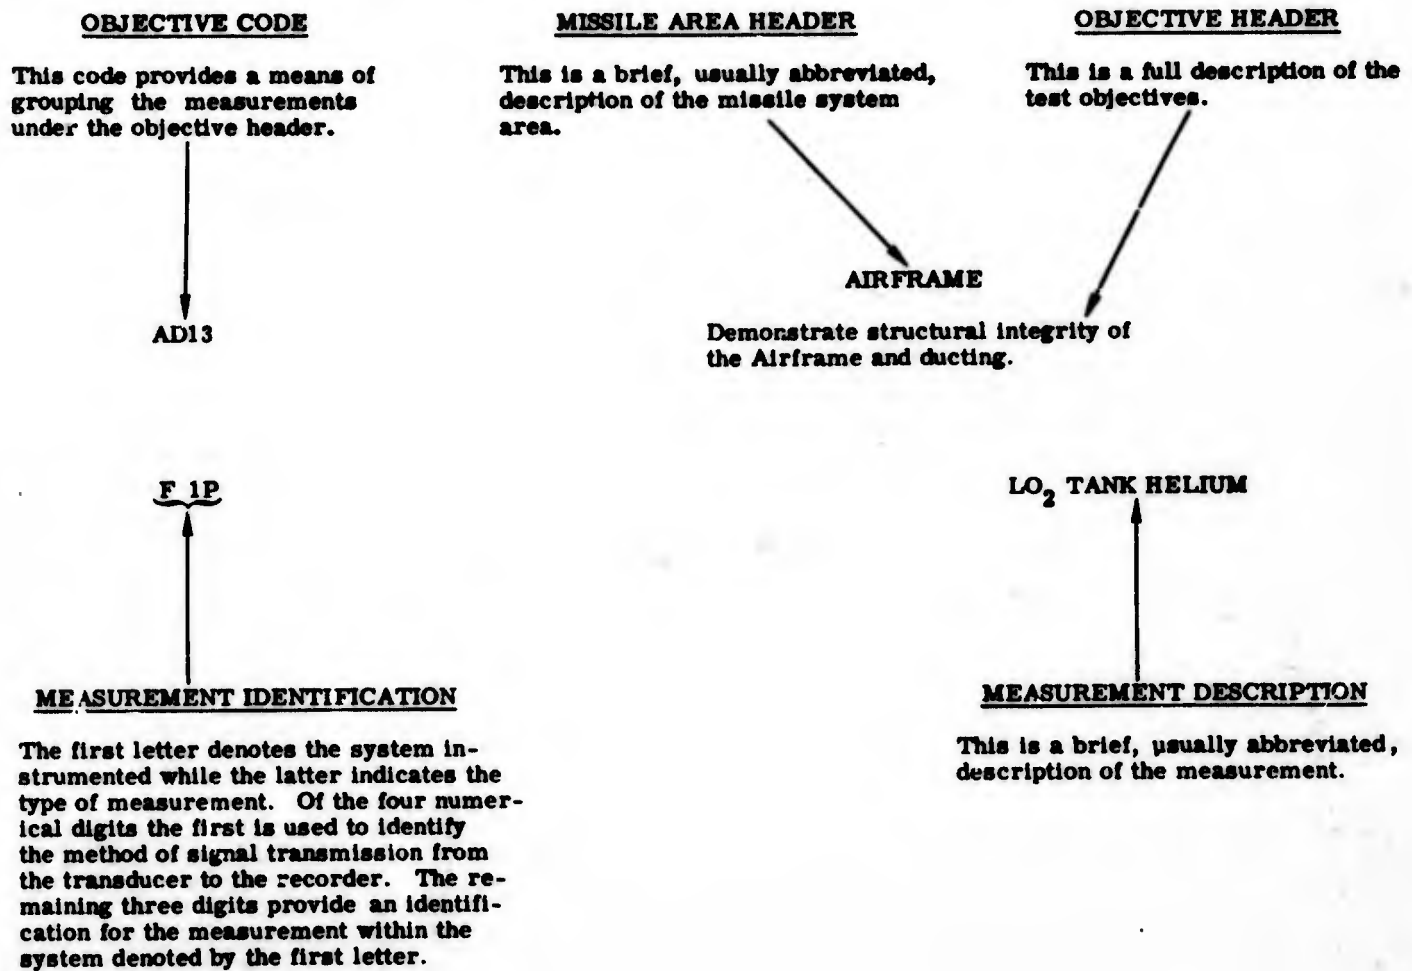 OBJECTIVE CODE
This code provides a means of
grouping the measurements
under the objective header.
MISSILE AREA HEADER
This is a brief, usually abbreviated,
description of the missile system
area.
OBJECTIVE HEADER
This is a full description of the
test objectives.
AD13
AIRFRAME
Demonstrate structural integrity of
the Airframe and ducting.
F 1P
LO₂ TANK HELIUM
MEASUREMENT IDENTIFICATION
The first letter denotes the system in-
strumented while the latter indicates the
type of measurement. Of the four numer-
ical digits the first is used to identify
the method of signal transmission from
the transducer to the recorder. The re-
maining three digits provide an identifi-
cation for the measurement within the
system denoted by the first letter.
MEASUREMENT DESCRIPTION
This is a brief, usually abbreviated,
description of the measurement.